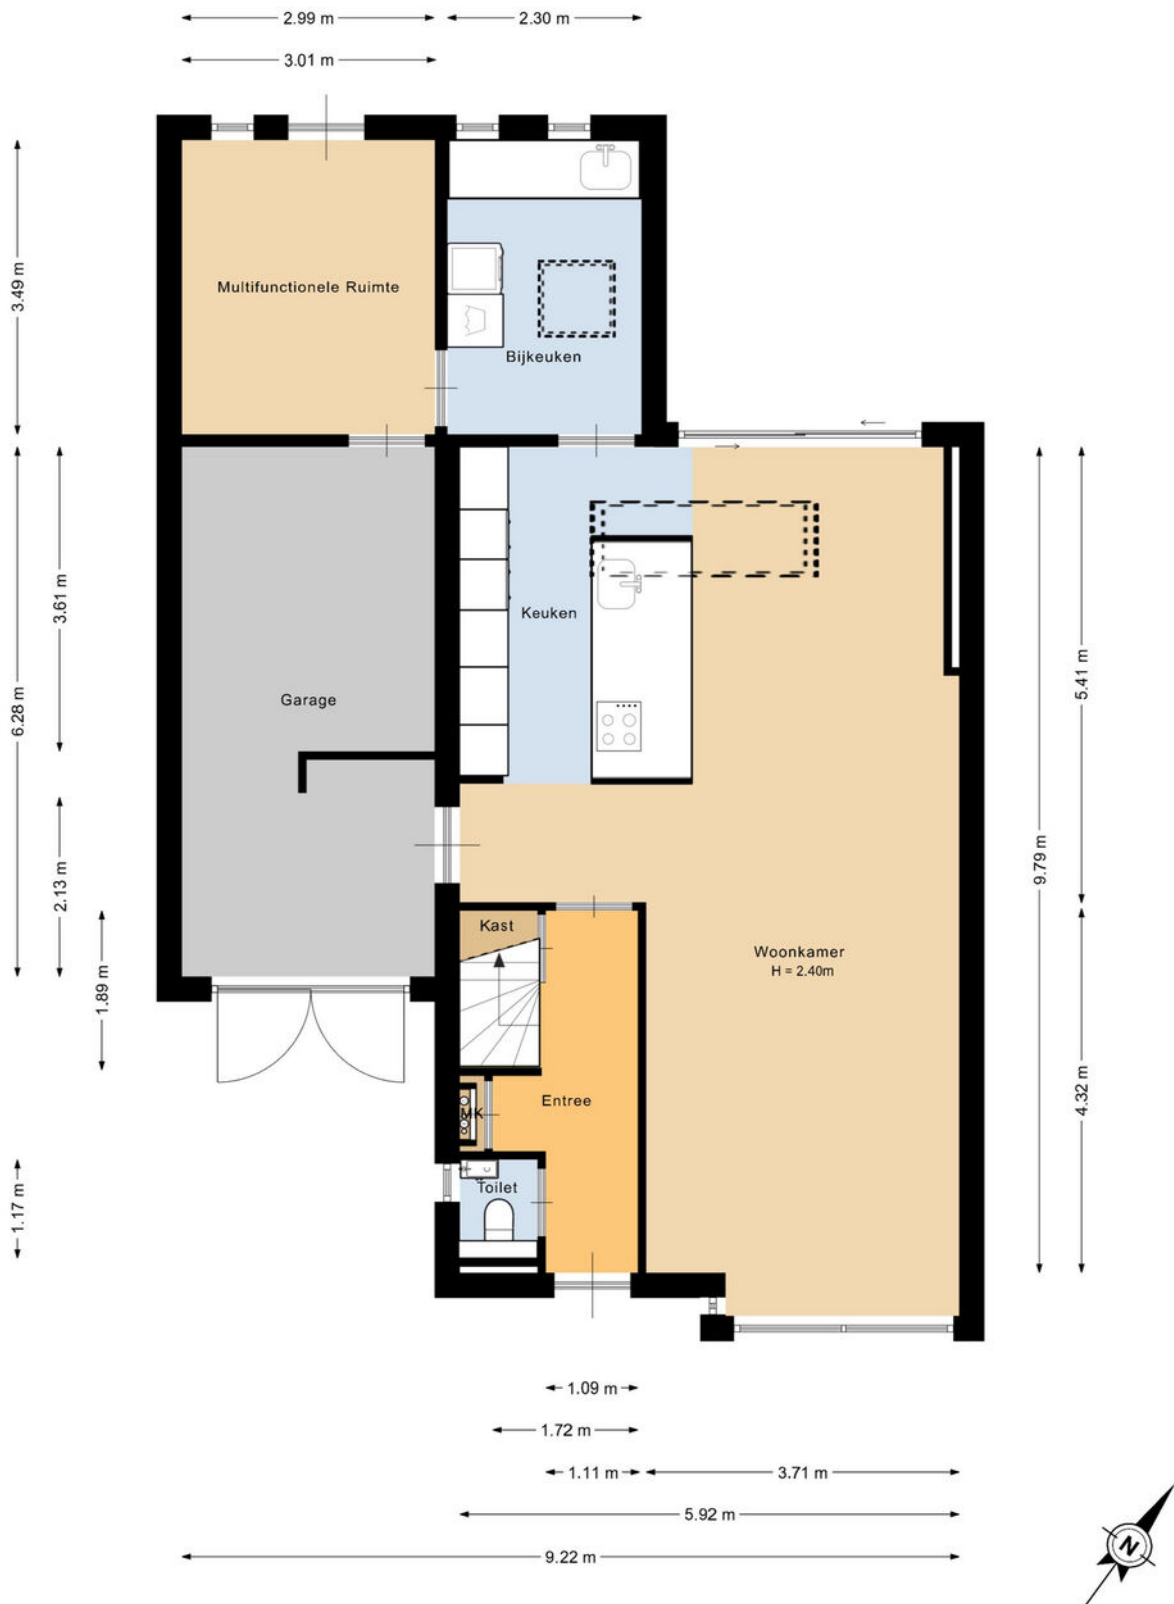 2.99 m
2.30 m
3.01 m
3.49 m
Multifunctionele Ruimte
Bijkeuken
6.28 m
3.61 m
Keuken
5.41 m
Garage
9.79 m
2.13 m
Kast
Woonkamer
H = 2.40m
1.89 m
MK
Entree
4.32 m
Toilet
1.17 m
1.09 m
1.72 m
1.11 m
3.71 m
5.92 m
9.22 m
N